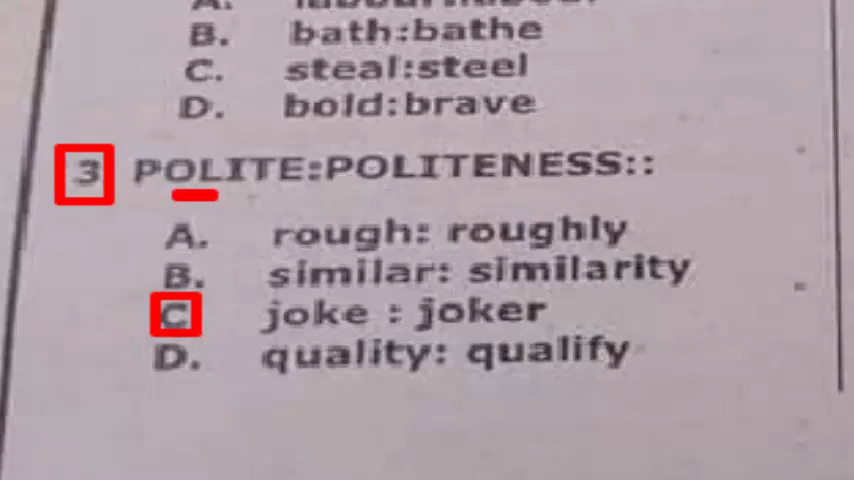 B. bath:bathe
C. steal:steel
D. bold:brave
3 POLITE:POLITENESS::
A. rough: roughly
B. similar: similarity
C joke : joker
D. quality: qualify